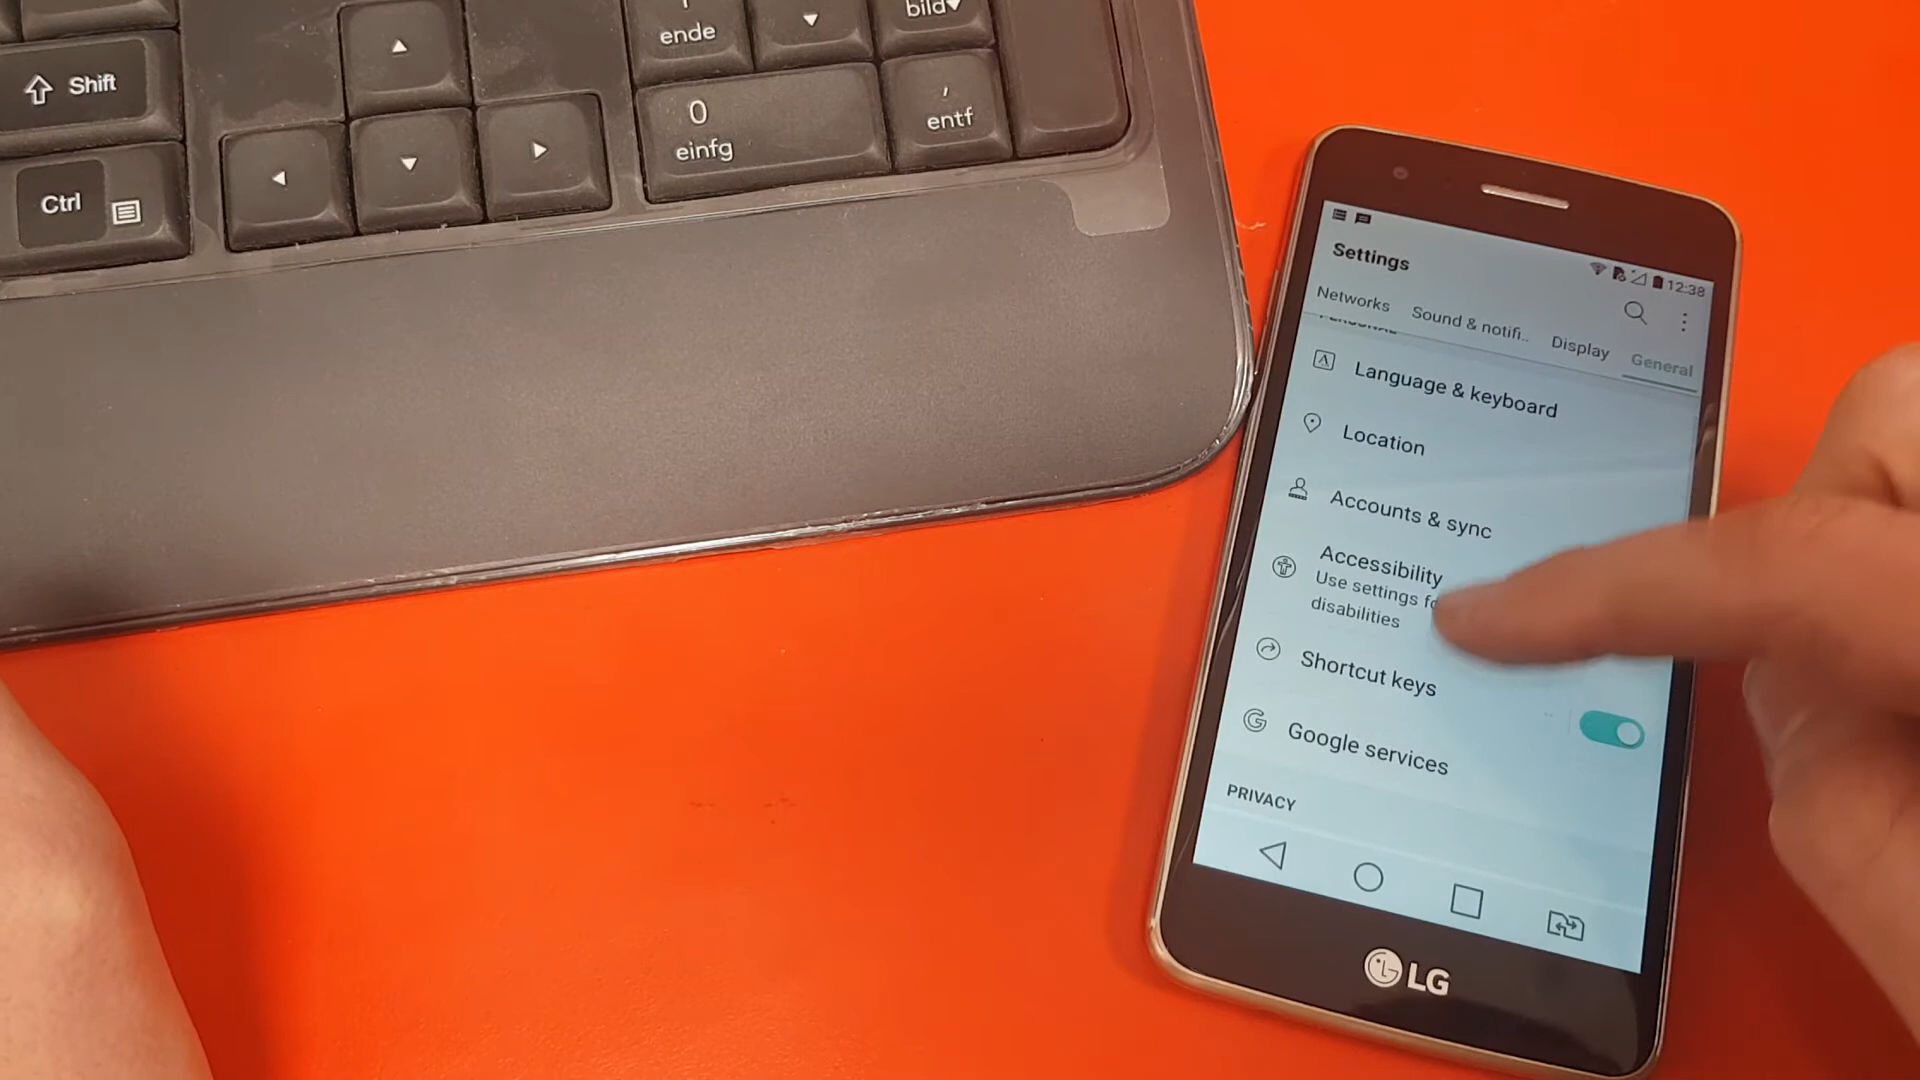 ende
bild
Shift
0
einfg
,
entf
Ctrl
Settings
12:38
Networks
Sound & notifi..
Display
General
PERSONAL
Language & keyboard
Location
Accounts & sync
Accessibility
Use settings
disabilities
Shortcut keys
Google services
PRIVACY
LG